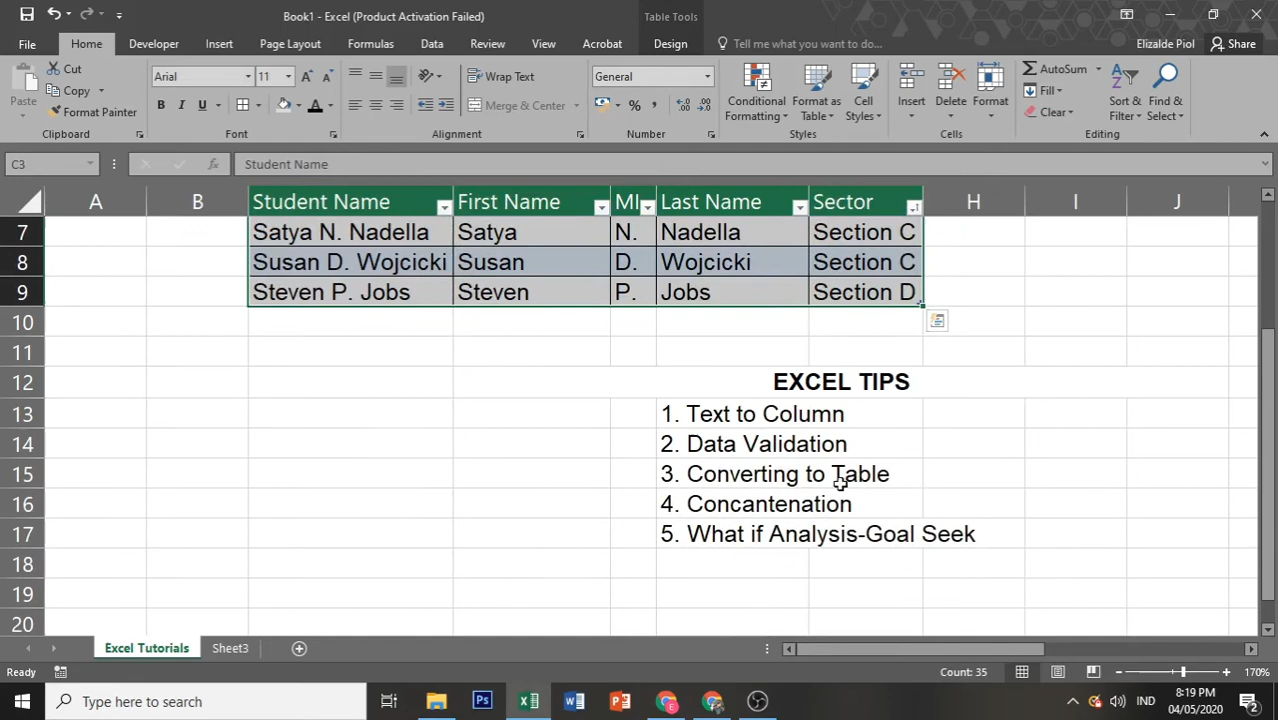 Book1 - Excel (Product Activation Failed)
Table Tools
File
Home
Developer
Insert
Page Layout
Formulas
Data
Review
View
Acrobat
Design
Tell me what you want to do...
Elizalde Piol
Share
Paste
Cut
Copy
Format Painter
Clipboard
Arial
11
B I U
Font
Wrap Text
Merge & Center
Alignment
General
Number
Conditional Formatting
Format as Table
Cell Styles
Styles
Insert
Delete
Format
Cells
AutoSum
Fill
Clear
Sort & Filter
Find & Select
Editing
C3
fx
Student Name
A B C D E F G H I J
Student Name First Name MI Last Name Sector
7 Satya N. Nadella Satya N. Nadella Section C
8 Susan D. Wojcicki Susan D. Wojcicki Section C
9 Steven P. Jobs Steven P. Jobs Section D
10
11
12 EXCEL TIPS
13 1. Text to Column
14 2. Data Validation
15 3. Converting to Table
16 4. Concantenation
17 5. What if Analysis-Goal Seek
18
19
20
Excel Tutorials
Sheet3
Ready
Count: 35
170%
Type here to search
IND
8:19 PM
04/05/2020
2